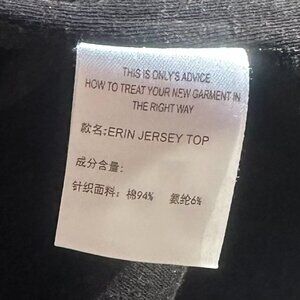 THIS IS ONLY'S ADVICE
HOW TO TREAT YOUR NEW GARMENT IN
THE RIGHT WAY
款名:ERIN JERSEY TOP
成分含量:
针织面料: 棉94% 氨纶6%